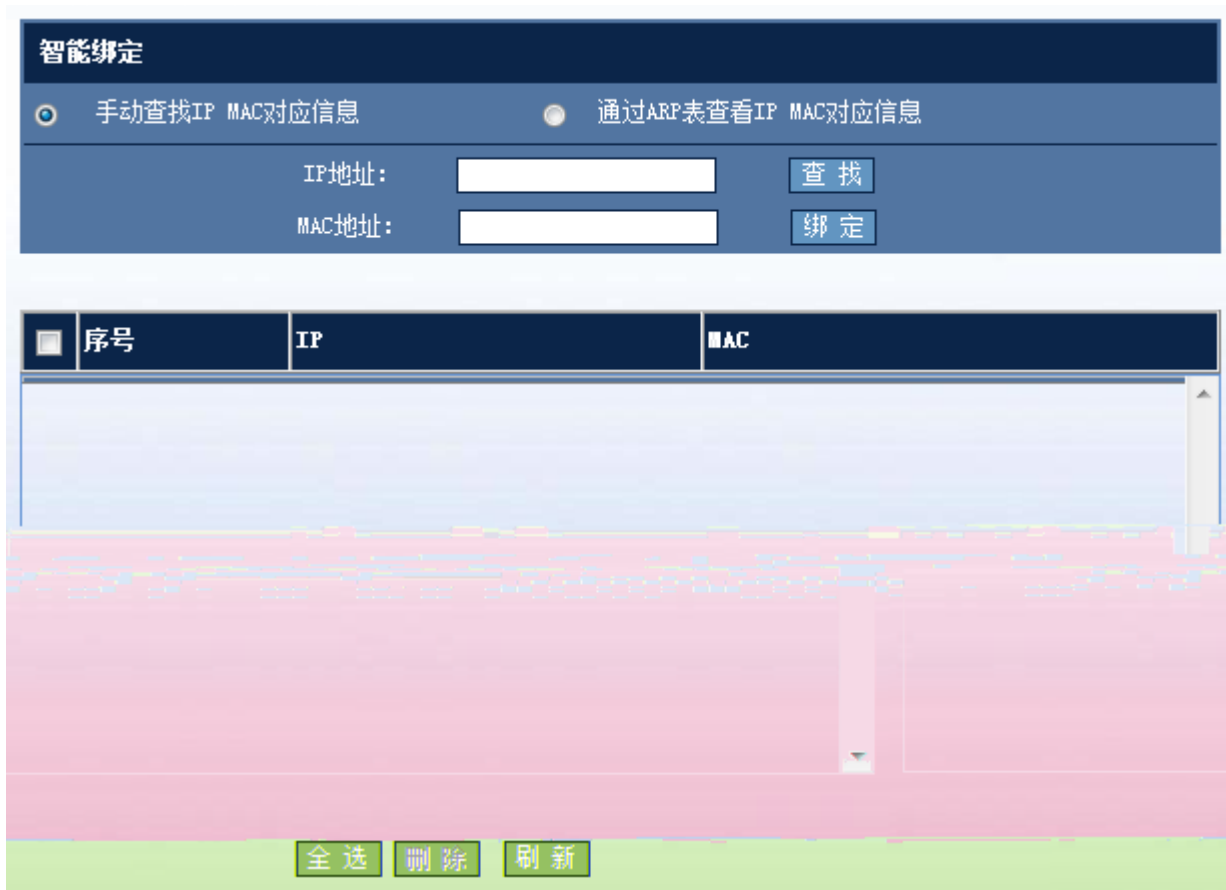 智能绑定
手动查找IP MAC对应信息 通过ARP表查看IP MAC对应信息
IP地址: 查 找
MAC地址: 绑 定
序号 IP MAC
全 选 删 除 刷 新